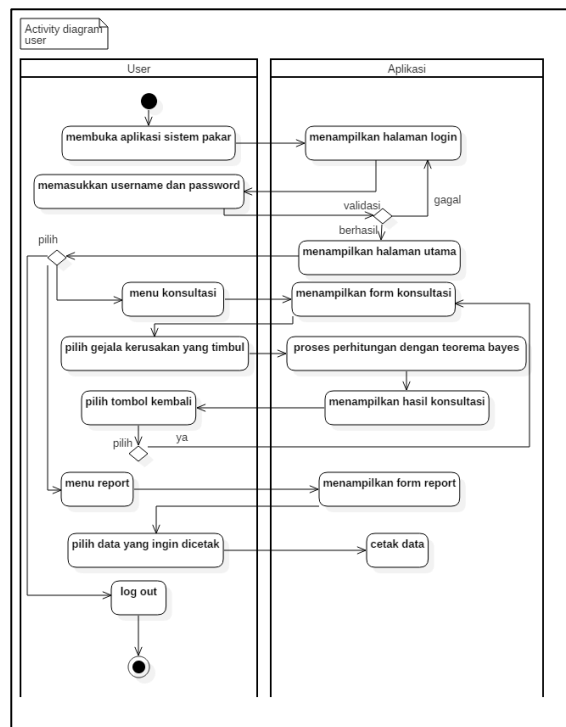 Activity diagram
user
User
Aplikasi
membuka aplikasi sistem pakar
menampilkan halaman login
memasukkan username dan password
validasi
gagal
berhasil
pilih
menampilkan halaman utama
menu konsultasi
menampilkan form konsultasi
pilih gejala kerusakan yang timbul
proses perhitungan dengan teorema bayes
pilih tombol kembali
menampilkan hasil konsultasi
pilih
ya
menu report
menampilkan form report
pilih data yang ingin dicetak
cetak data
log out